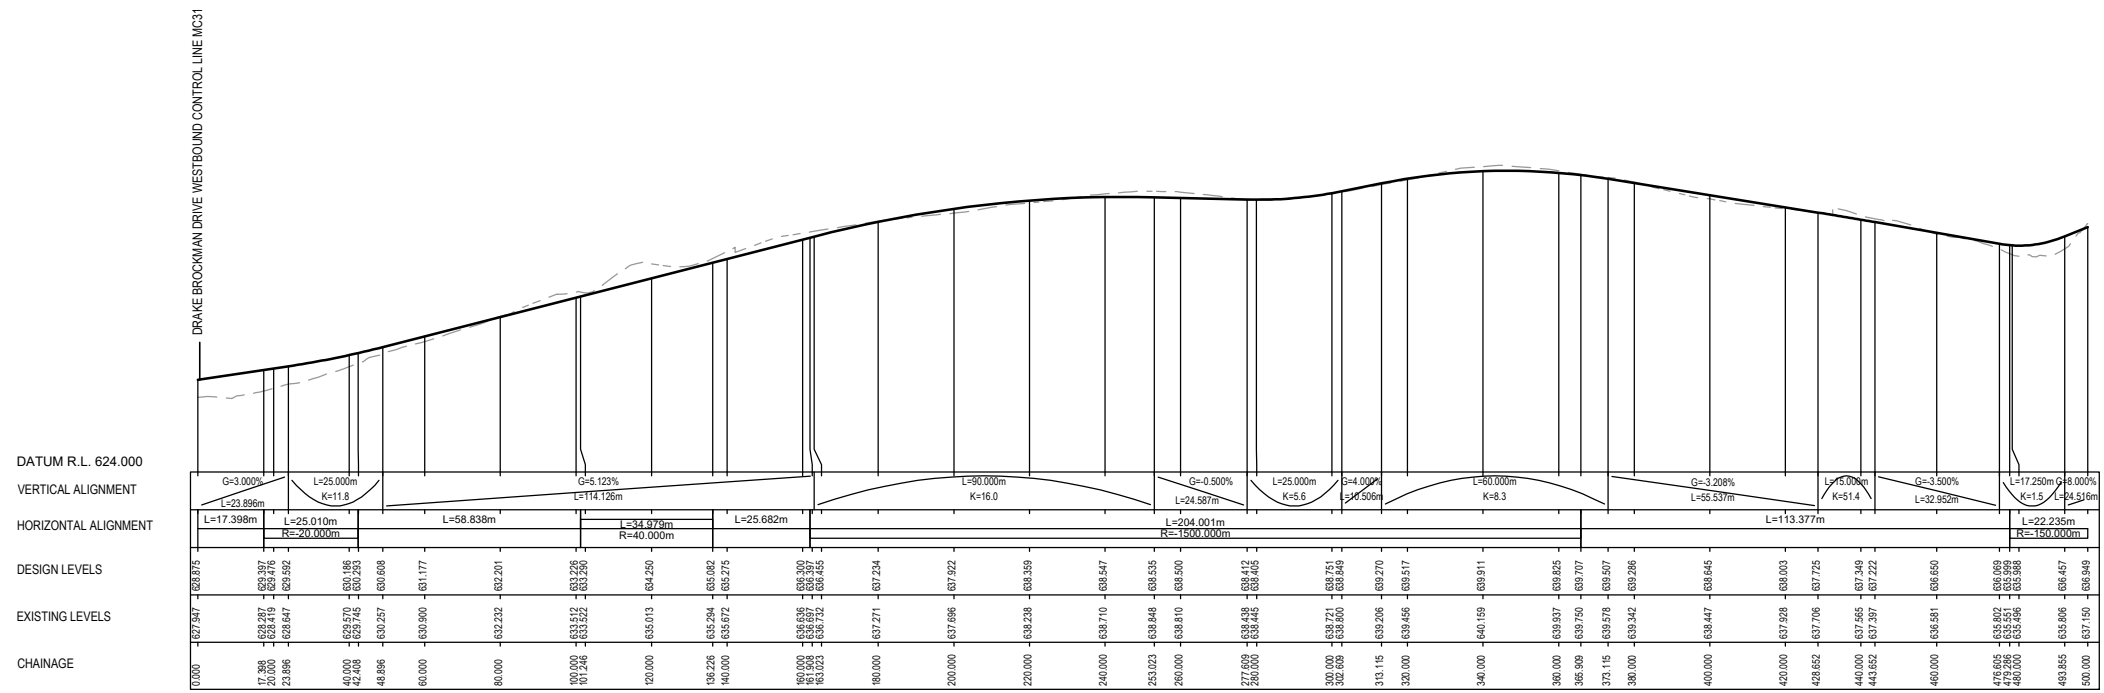 DRAKE BROCKMAN DRIVE WESTBOUND CONTROL LINE MC31
DATUM R.L. 624.000
VERTICAL ALIGNMENT
G=3.000% L=25.000m G=5.123% L=90.000m G=-0.500% L=25.000m G=4.000% L=60.000m G=-3.208% L=15.000m G=-3.500% L=17.250m G=8.000%
L=23.896m K=11.8 L=114.126m K=16.0 L=24.587m K=5.6 L=10.506m K=8.3 L=55.537m K=51.4 L=32.952m K=1.5 L=24.516m
HORIZONTAL ALIGNMENT
L=17.398m L=25.010m L=58.838m L=34.979m L=25.682m L=204.001m L=113.377m L=22.235m
R=-20.000m R=40.000m R=-1500.000m R=-150.000m
DESIGN LEVELS
628.875 629.397 629.476 629.592 630.186 630.293 630.608 631.177 632.201 633.226 633.290 634.250 635.082 635.275 636.300 636.397 636.455 637.234 637.922 638.359 638.547 638.535 638.500 638.412 638.405 638.751 638.849 639.270 639.517 639.911 639.825 639.707 639.507 639.286 638.645 638.003 637.725 637.349 637.222 636.650 636.069 635.999 635.988 636.457 636.949
EXISTING LEVELS
627.947 628.287 628.419 628.647 629.570 629.745 630.257 630.900 632.232 633.512 633.522 635.013 635.294 635.672 636.636 636.697 636.732 637.271 637.696 638.238 638.710 638.848 638.810 638.438 638.445 638.721 638.800 639.206 639.456 640.159 639.937 639.750 639.578 639.342 638.447 637.928 637.706 637.565 637.397 636.581 635.802 635.551 635.496 635.806 637.150
CHAINAGE
0.000 17.398 20.000 23.896 40.000 42.408 48.896 60.000 80.000 100.000 101.246 120.000 136.226 140.000 160.000 161.908 163.023 180.000 200.000 220.000 240.000 253.023 260.000 277.609 280.000 300.000 302.609 313.115 320.000 340.000 360.000 365.909 373.115 380.000 400.000 420.000 428.652 440.000 443.652 460.000 476.605 479.286 480.000 493.855 500.000